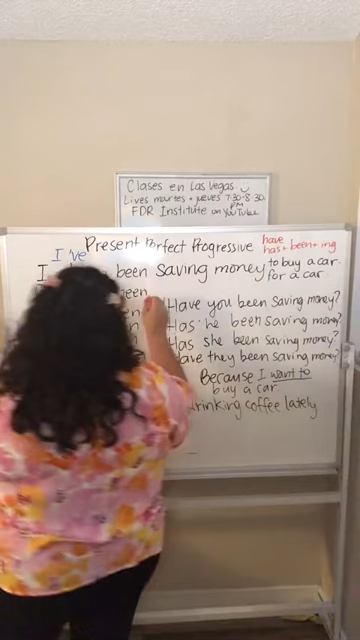 Clases en Las Vegas
Lives martes + jueves 7:30-8:30 PM
FDR Institute on YouTube
Present Perfect Progressive
have
has + been + ing
I've
I been saving money to buy a car.
for a car.
been
Have you been saving money?
Has he been saving money?
Has she been saving money?
Have they been saving money?
Because I want to
buy a car.
drinking coffee lately